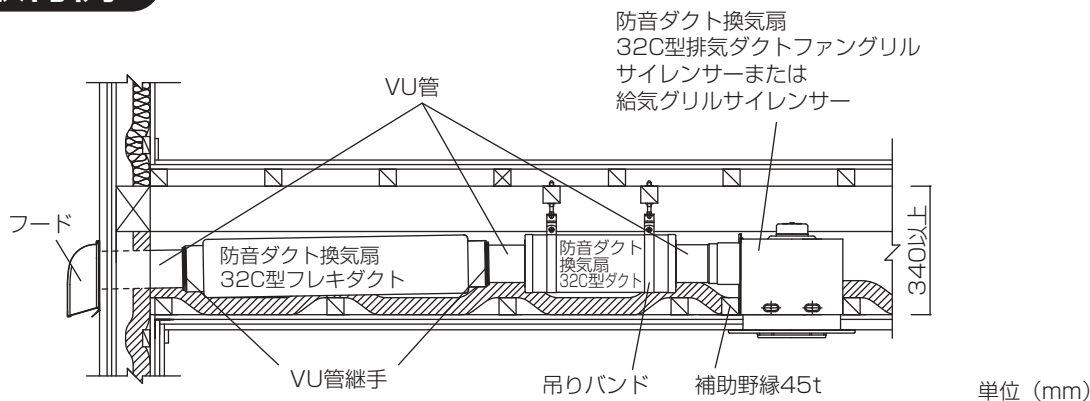 防音ダクト換気扇
32C型排気ダクトファングリル
サイレンサーまたは
給気グリルサイレンサー
VU管
フード
防音ダクト換気扇
32C型フレキダクト
防音ダクト
換気扇
32C型ダクト
340以上
VU管継手
吊りバンド
補助野縁45t
単位（mm）